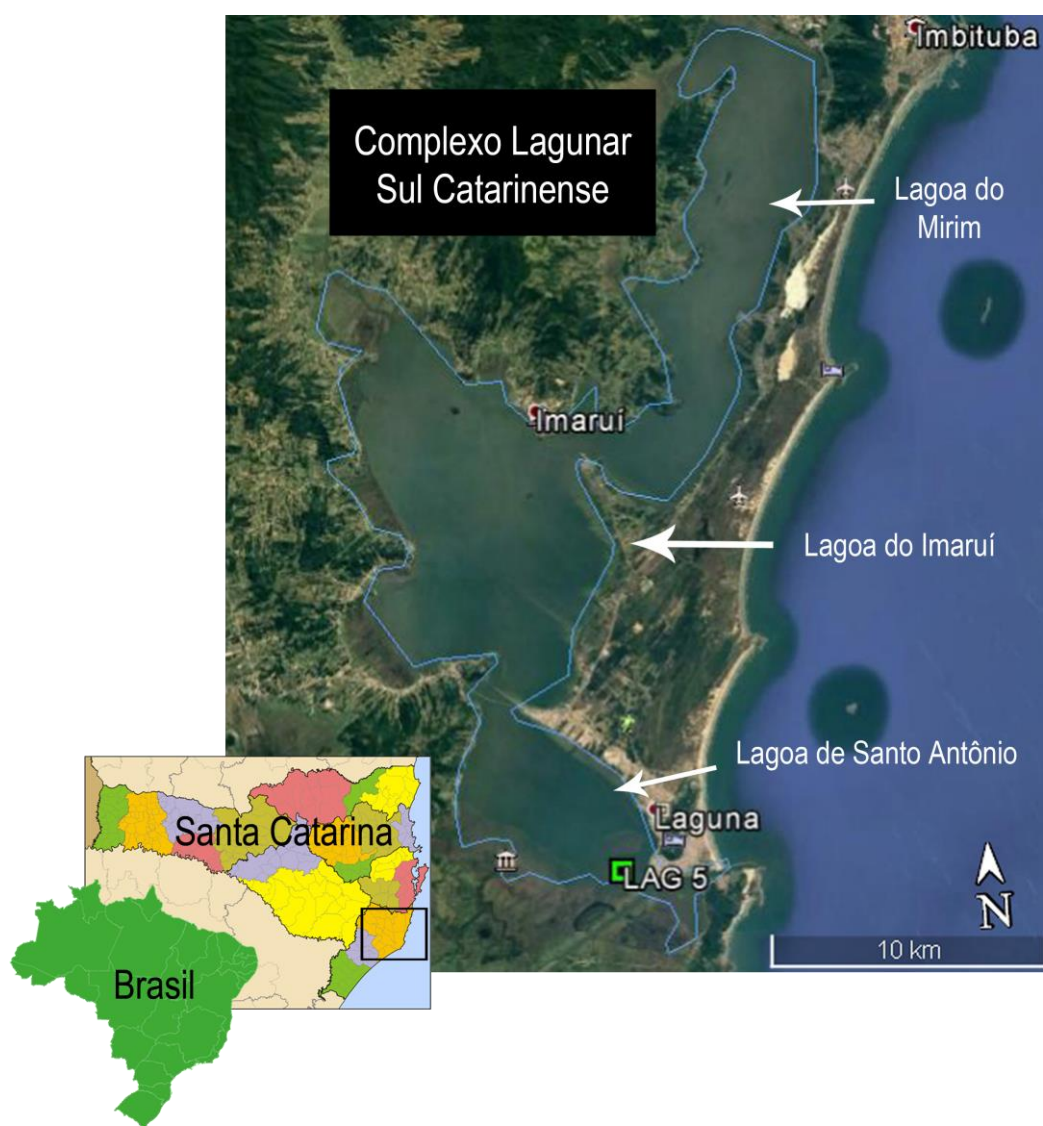 Imbituba
Complexo Lagunar
Sul Catarinense
Lagoa do
Mirim
Imaruí
Lagoa do Imaruí
Lagoa de Santo Antônio
Laguna
LAG 5
N
10 km
Santa Catarina
Brasil